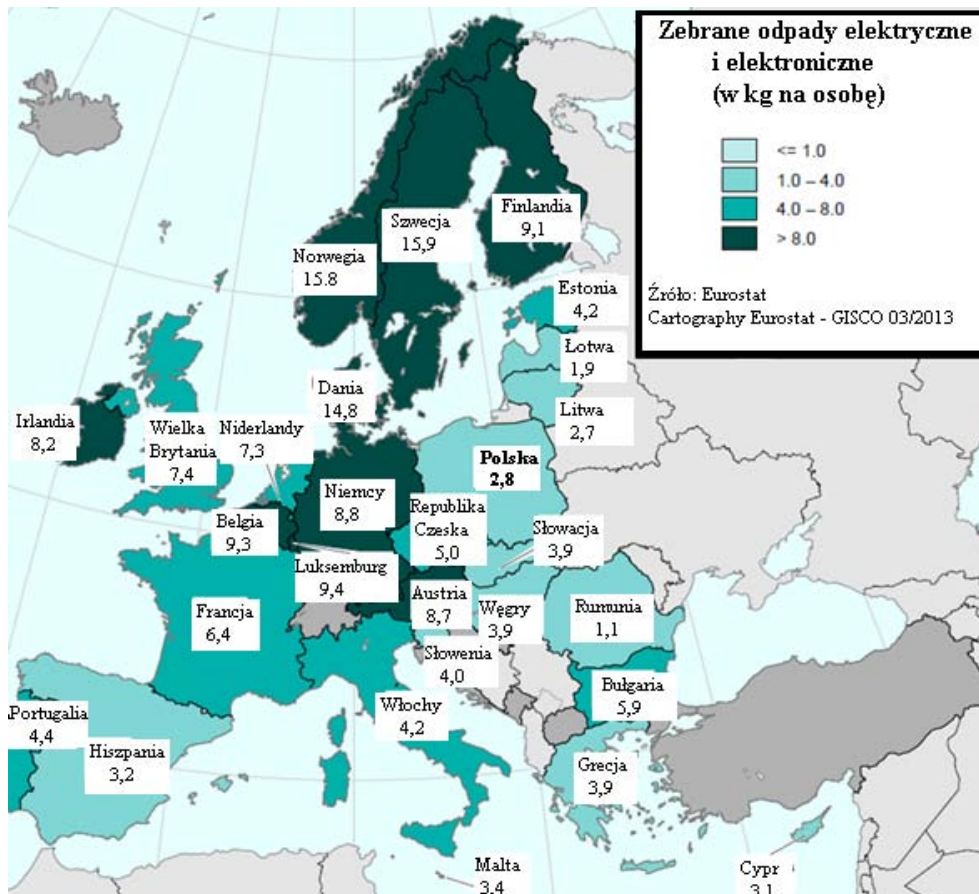 Zebrane odpady elektryczne
i elektroniczne
(w kg na osobę)
<= 1.0
1.0 – 4.0
4.0 – 8.0
> 8.0
Źróło: Eurostat
Cartography Eurostat - GISCO 03/2013
Finlandia
9,1
Szwecja
15,9
Norwegia
15.8
Estonia
4,2
Łotwa
1,9
Litwa
2,7
Dania
14,8
Irlandia
8,2
Wielka
Brytania
7,4
Niderlandy
7,3
Polska
2,8
Niemcy
8,8
Republika
Czeska
5,0
Słowacja
3,9
Belgia
9,3
Luksemburg
9,4
Austria
8,7
Węgry
3,9
Rumunia
1,1
Francja
6,4
Słowenia
4,0
Bułgaria
5,9
Włochy
4,2
Portugalia
4,4
Hiszpania
3,2
Grecja
3,9
Malta
3,4
Cypr
3,1